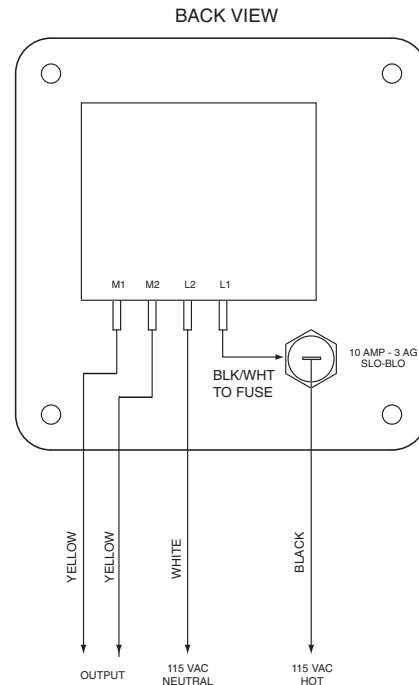 BACK VIEW
M1 M2 L2 L1
10 AMP - 3 AG
SLO-BLO
BLK/WHT
TO FUSE
YELLOW
YELLOW
WHITE
BLACK
OUTPUT
115 VAC
NEUTRAL
115 VAC
HOT